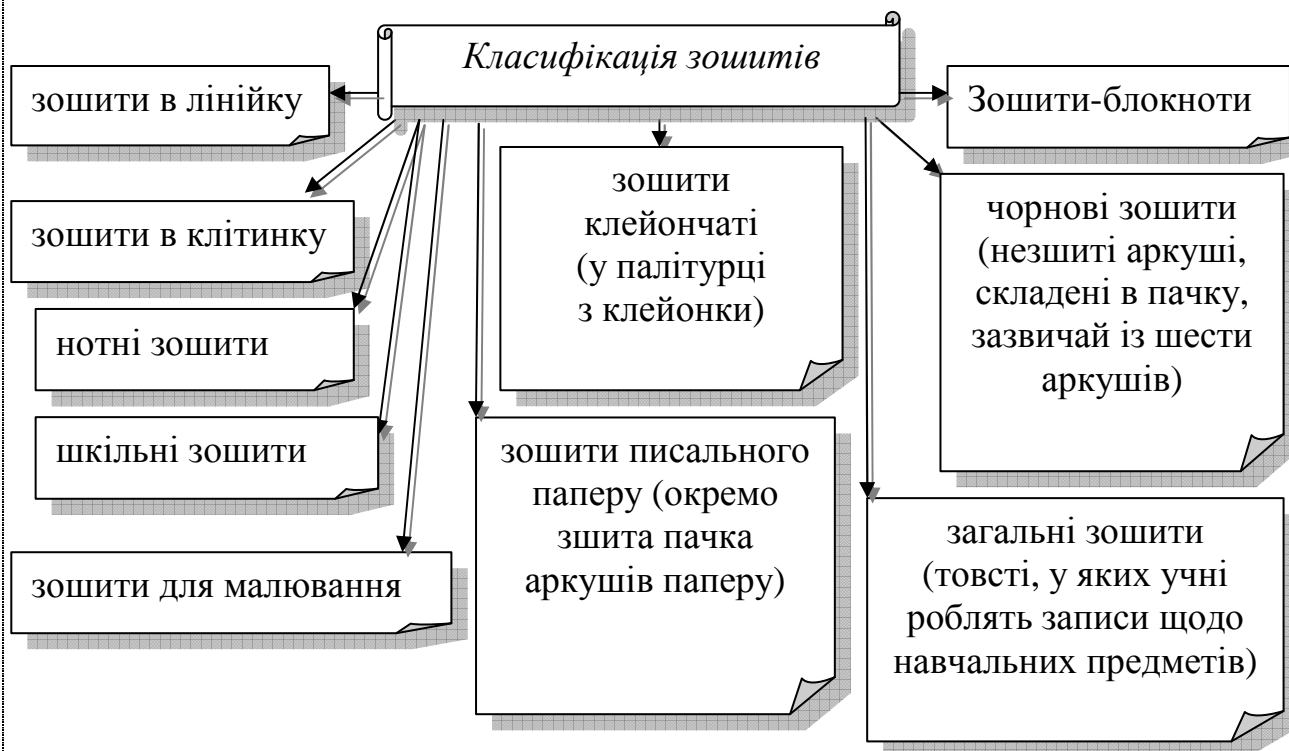 Класифікація зошитів
зошити в лінійку
зошити в клітинку
нотні зошити
шкільні зошити
зошити для малювання
зошити писального
паперу (окремо
зшита пачка
аркушів паперу)
зошити
клейончаті
(у палітурці
з клейонки)
загальні зошити
(товсті, у яких учні
роблять записи щодо
навчальних предметів)
чорнові зошити
(незшиті аркуші,
складені в пачку,
зазвичай із шести
аркушів)
Зошити-блокноти